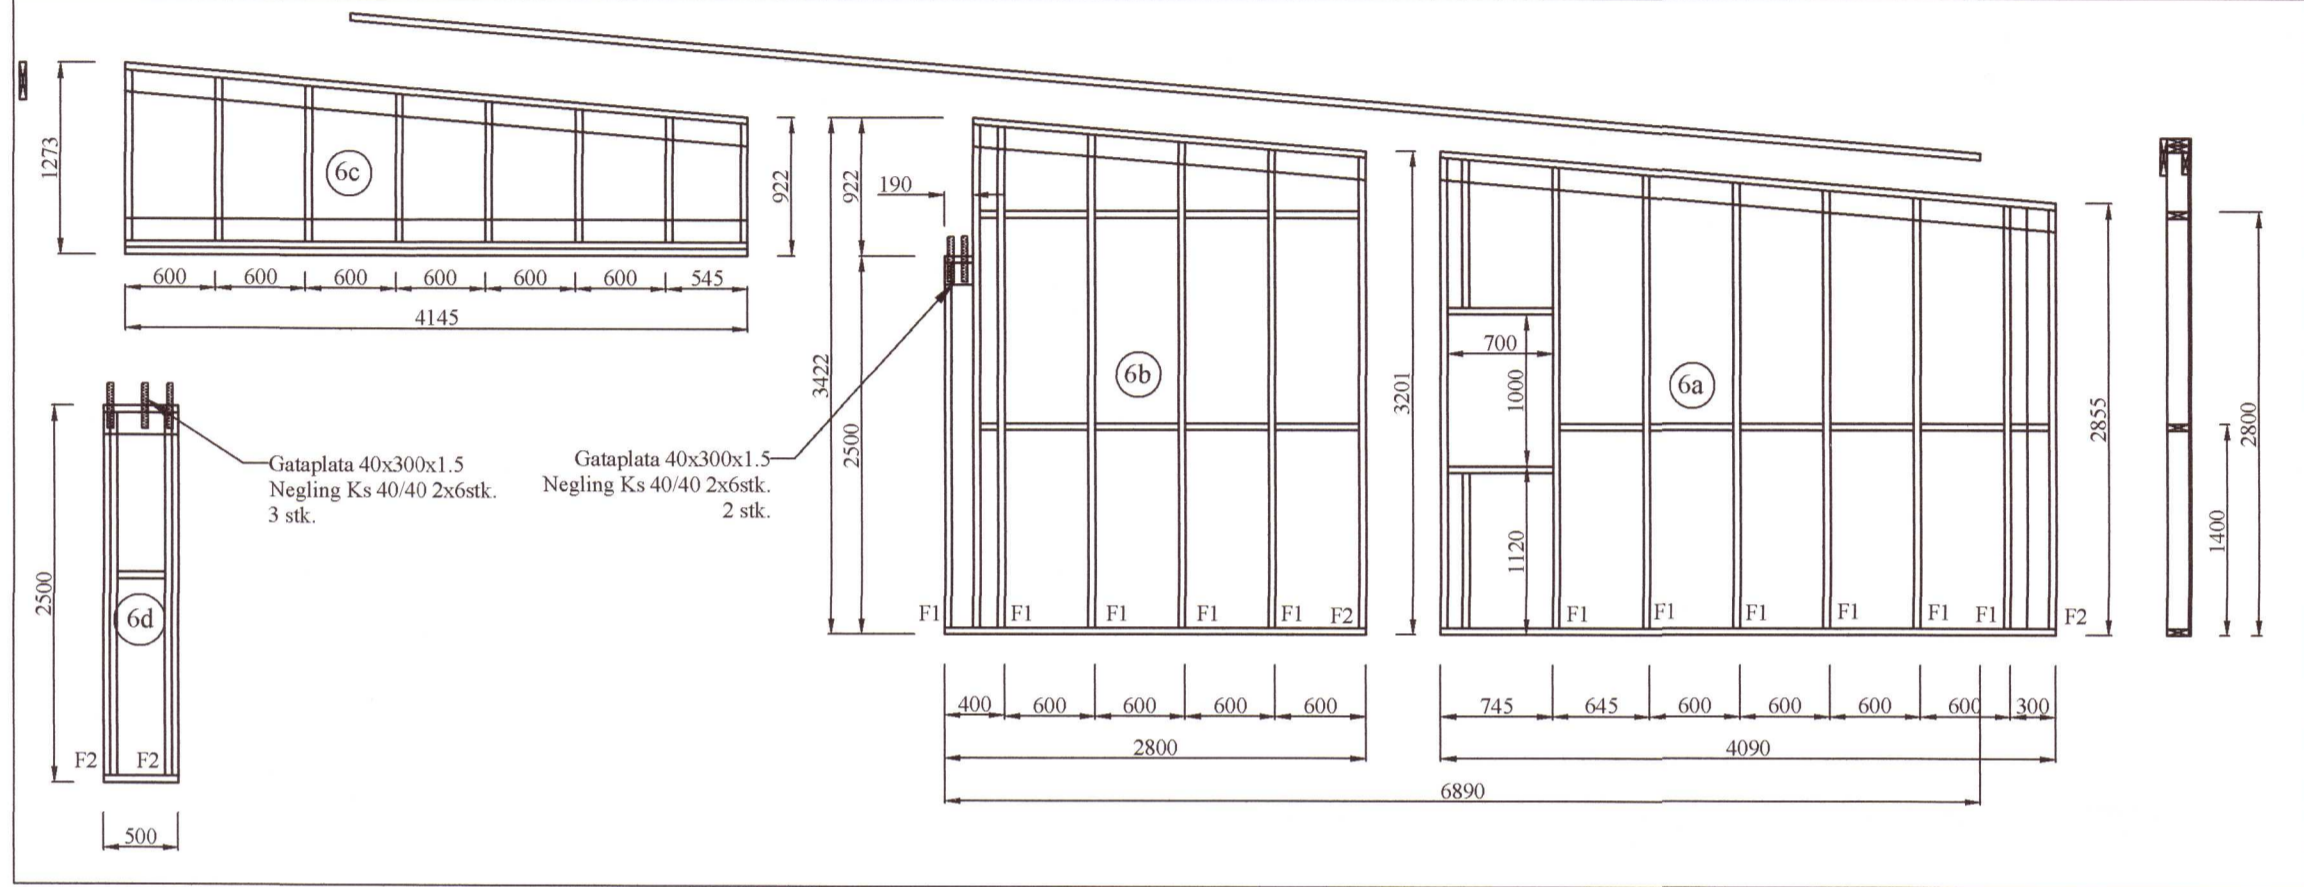 1273
6c
922
600 600 600 600 600 600 545
4145
2500
6d
F2 F2
500
Gataplata 40x300x1.5
Negling Ks 40/40 2x6stk.
3 stk.
Gataplata 40x300x1.5
Negling Ks 40/40 2x6stk.
2 stk.
3422
922
2500
190
6b
F1 F1 F1 F1 F1 F2
400 600 600 600 600
2800
6890
3201
700
1000
1120
6a
F1 F1 F1 F1 F1 F1 F2
745 645 600 600 600 600 300
4090
2855
1400
2800